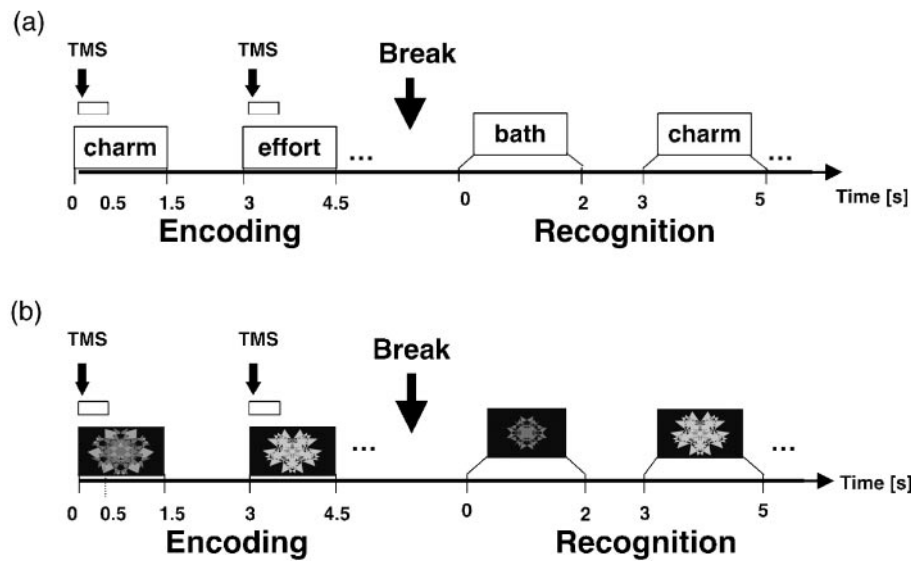 (a)
TMS TMS Break
charm effort ... bath charm ...
0 0.5 1.5 3 4.5 0 2 3 5 Time [s]
Encoding Recognition
(b)
TMS TMS Break
... ...
0 0.5 1.5 3 4.5 0 2 3 5 Time [s]
Encoding Recognition